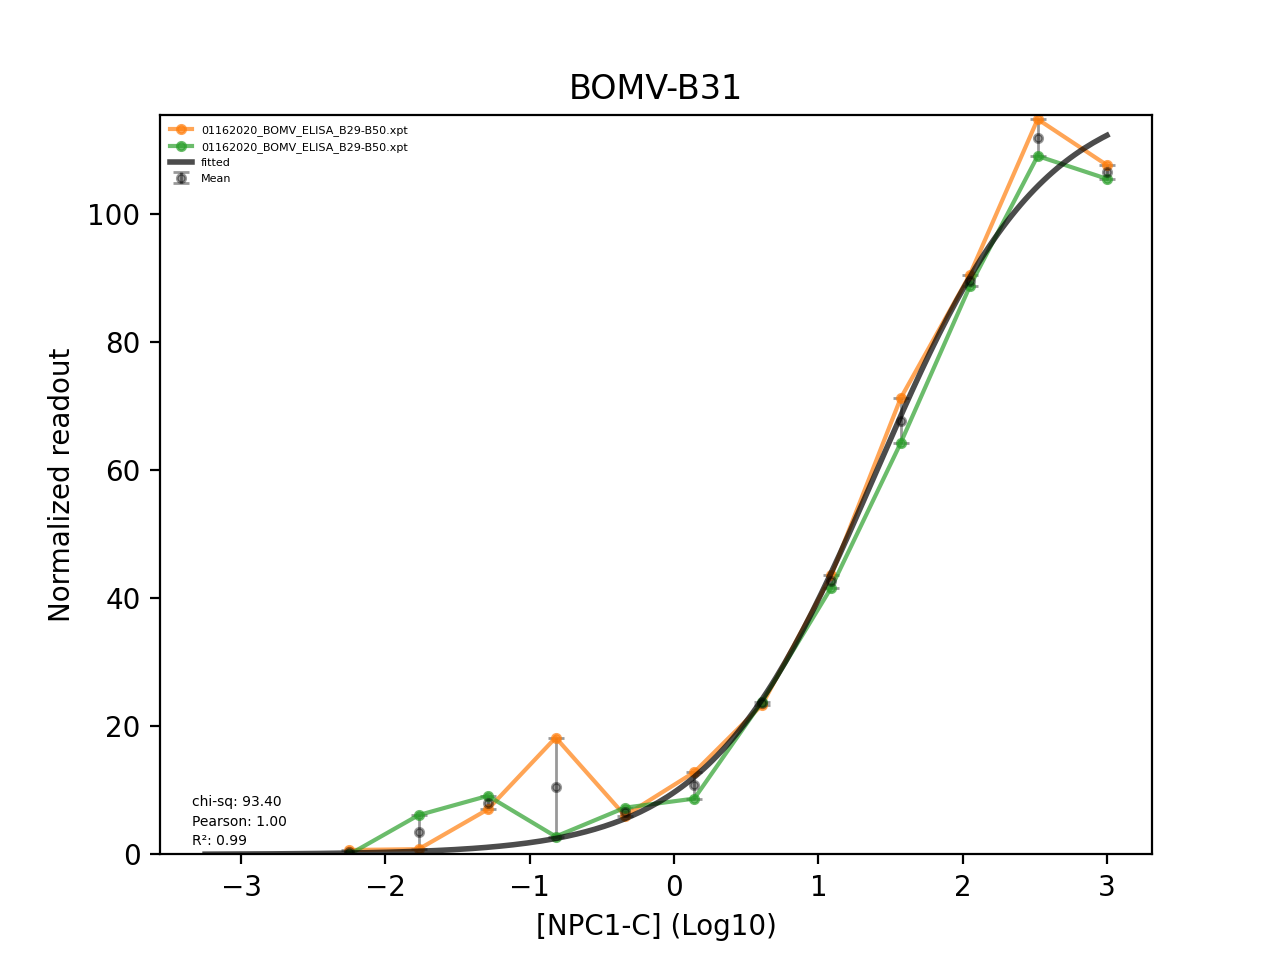 BOMV-B31
01162020_BOMV_ELISA_B29-B50.xpt
01162020_BOMV_ELISA_B29-B50.xpt
fitted
Mean
100
80
60
40
20
0
Normalized readout
chi-sq: 93.40
Pearson: 1.00
R²: 0.99
−3 −2 −1 0 1 2 3
[NPC1-C] (Log10)